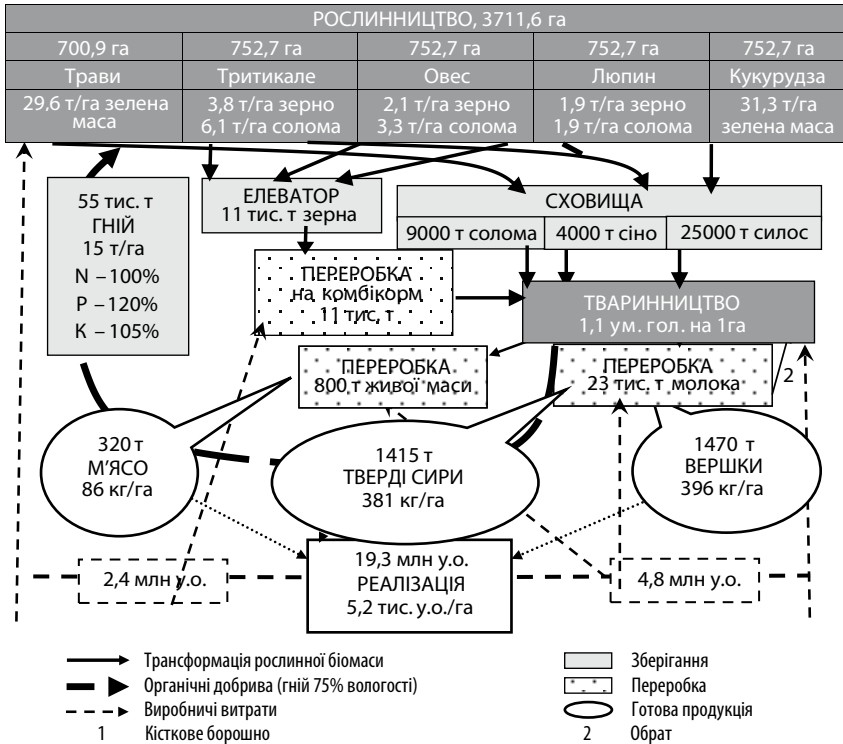 РОСЛИННИЦТВО, 3711,6 га
700,9 га 752,7 га 752,7 га 752,7 га 752,7 га
Трави Тритикале Овес Люпин Кукурудза
29,6 т/га зелена маса
3,8 т/га зерно
6,1 т/га солома
2,1 т/га зерно
3,3 т/га солома
1,9 т/га зерно
1,9 т/га солома
31,3 т/га
зелена маса
55 тис. т
ГНІЙ
15 т/га
N – 100%
P – 120%
K – 105%
ЕЛЕВАТОР
11 тис. т зерна
СХОВИЩА
9000 т солома 4000 т сіно 25000 т силос
ПЕРЕРОБКА
на комбікорм
11 тис. т
ТВАРИННИЦТВО
1,1 ум. гол. на 1га
ПЕРЕРОБКА
800 т живої маси
ПЕРЕРОБКА
23 тис. т молока
2
320 т
М'ЯСО
86 кг/га
1415 т
ТВЕРДІ СИРИ
381 кг/га
1470 т
ВЕРШКИ
396 кг/га
2,4 млн у.о.
19,3 млн у.о.
РЕАЛІЗАЦІЯ
5,2 тис. у.о./га
4,8 млн у.о.
Трансформація рослинної біомаси
Органічні добрива (гній 75% вологості)
Виробничі витрати
1 Кісткове борошно
Зберігання
Переробка
Готова продукція
2 Обрат